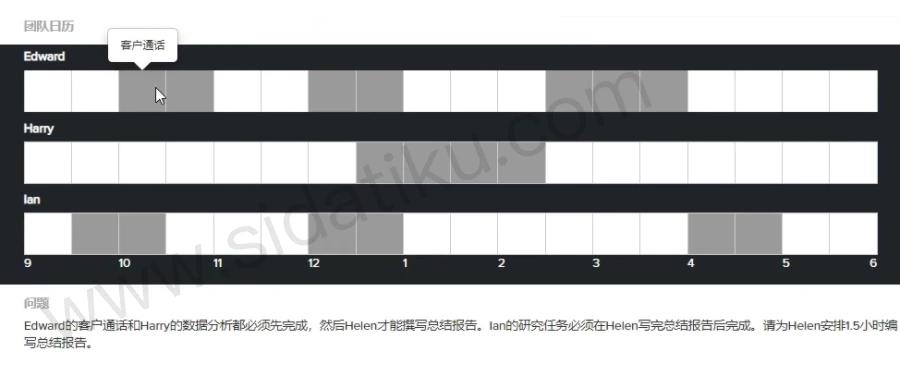 团队日历
客户通话
Edward
Harry
Ian
9 10 11 12 1 2 3 4 5 6
问题
Edward的客户通话和Harry的数据分析都必须先完成，然后Helen才能撰写总结报告。Ian的研究任务必须在Helen写完总结报告后完成。请为Helen安排1.5小时编
写总结报告。
www.sidatiku.com